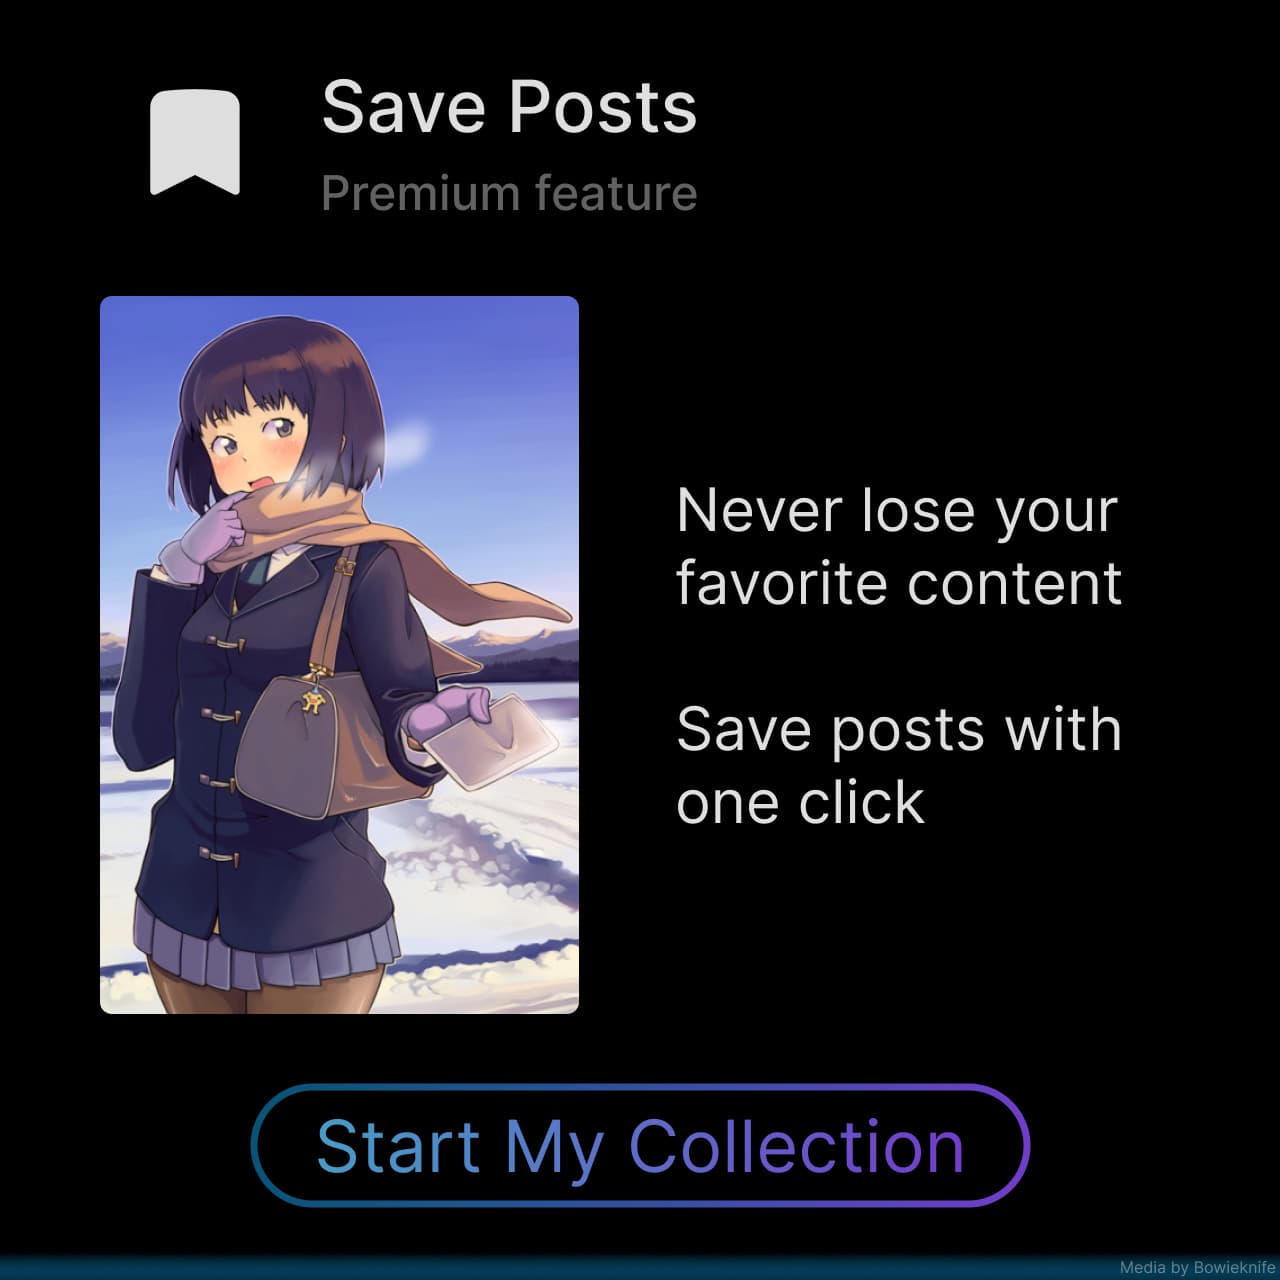 Save Posts
Premium feature
Never lose your
favorite content
Save posts with
one click
Start My Collection
Media by Bowieknife